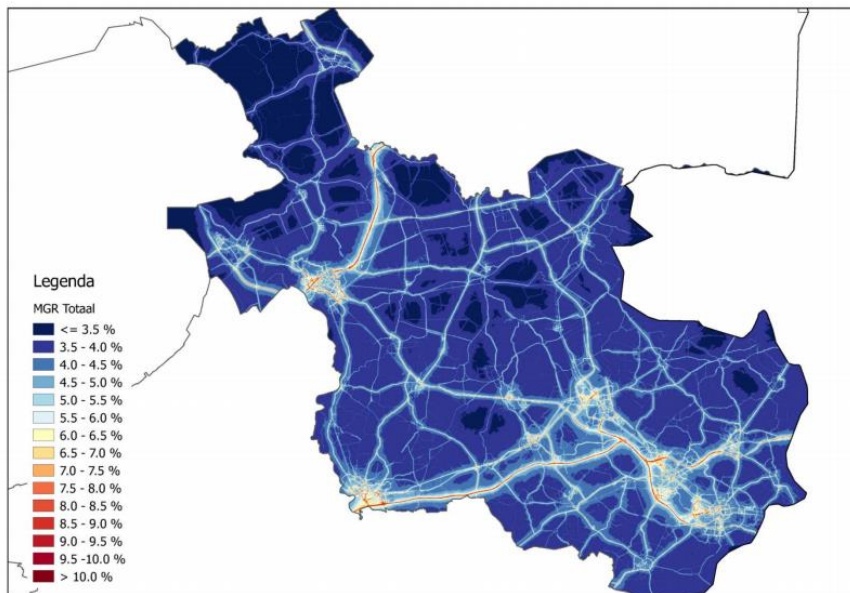 Legenda
MGR Totaal
<= 3.5 %
3.5 - 4.0 %
4.0 - 4.5 %
4.5 - 5.0 %
5.0 - 5.5 %
5.5 - 6.0 %
6.0 - 6.5 %
6.5 - 7.0 %
7.0 - 7.5 %
7.5 - 8.0 %
8.0 - 8.5 %
8.5 - 9.0 %
9.0 - 9.5 %
9.5 -10.0 %
> 10.0 %